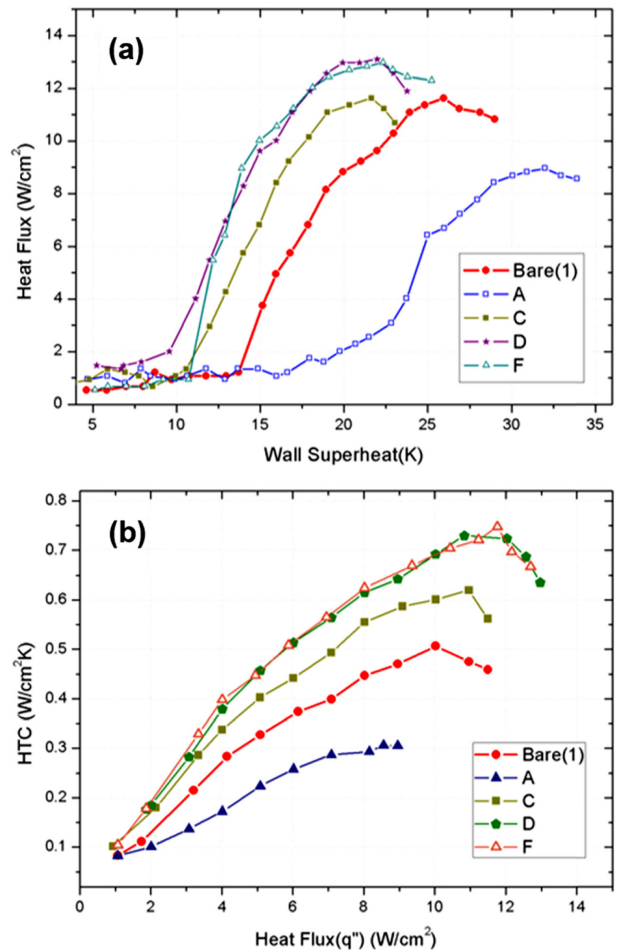 (a)
Heat Flux (W/cm²)
14
12
10
8
6
4
2
0
5 10 15 20 25 30 35
Wall Superheat(K)
Bare(1)
A
C
D
F
(b)
HTC (W/cm²K)
0.8
0.7
0.6
0.5
0.4
0.3
0.2
0.1
0 2 4 6 8 10 12 14
Heat Flux(q") (W/cm²)
Bare(1)
A
C
D
F